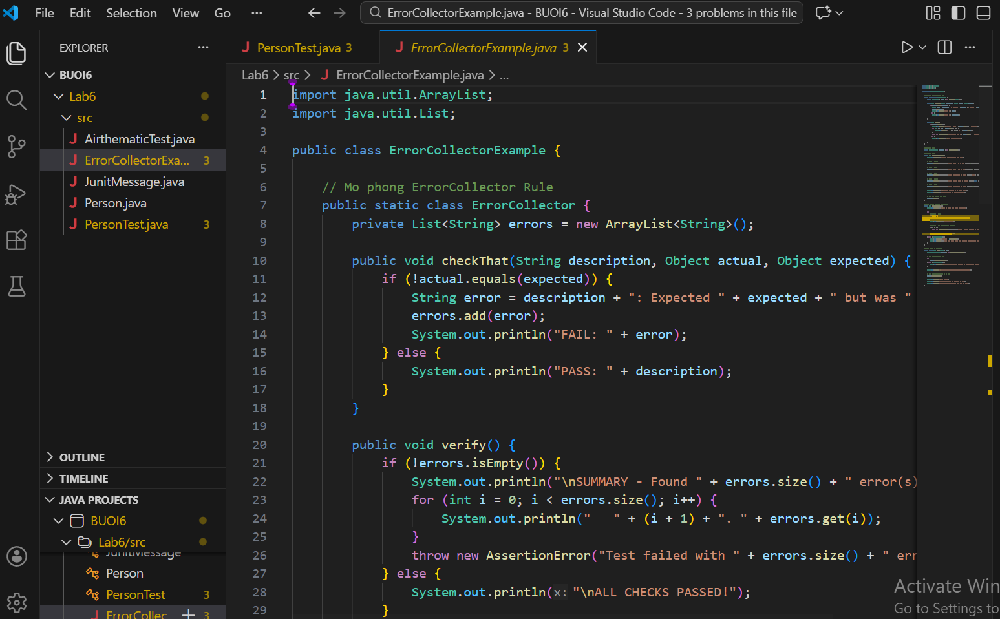 File Edit Selection View Go ··· ErrorCollectorExample.java - BUOI6 - Visual Studio Code - 3 problems in this file
EXPLORER ···
BUOI6
Lab6
src
AirthematicTest.java
ErrorCollectorExa... 3
JunitMessage.java
Person.java
PersonTest.java 3
OUTLINE
TIMELINE
JAVA PROJECTS
BUOI6
Lab6/src
JunitMessage
Person
PersonTest 3
ErrorCollec 3
PersonTest.java 3 ErrorCollectorExample.java 3
Lab6 > src > ErrorCollectorExample.java > ...
1 import java.util.ArrayList;
2 import java.util.List;
3
4 public class ErrorCollectorExample {
5
6 // Mo phong ErrorCollector Rule
7 public static class ErrorCollector {
8 private List<String> errors = new ArrayList<String>();
9
10 public void checkThat(String description, Object actual, Object expected) {
11 if (!actual.equals(expected)) {
12 String error = description + ": Expected " + expected + " but was "
13 errors.add(error);
14 System.out.println("FAIL: " + error);
15 } else {
16 System.out.println("PASS: " + description);
17 }
18 }
19
20 public void verify() {
21 if (!errors.isEmpty()) {
22 System.out.println("\nSUMMARY - Found " + errors.size() + " error(s)
23 for (int i = 0; i < errors.size(); i++) {
24 System.out.println("   " + (i + 1) + ". " + errors.get(i));
25 }
26 throw new AssertionError("Test failed with " + errors.size() + " err
27 } else {
28 System.out.println(x: "\nALL CHECKS PASSED!");
29 }
Activate Win
Go to Settings to